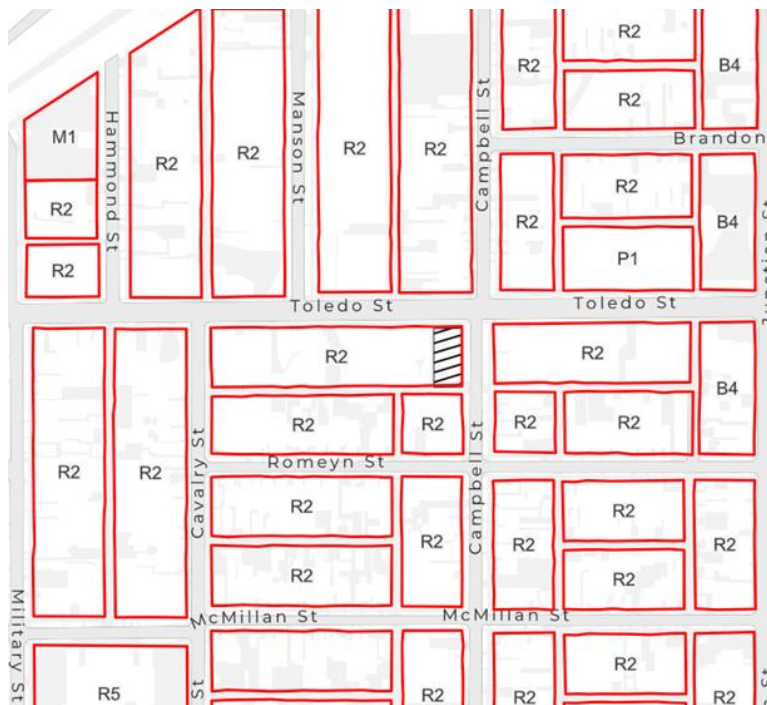 R2
R2
B4
R2
Brandon
M1
Hammond St
R2
R2
Manson St
R2
R2
Campbell St
R2
R2
B4
R2
R2
P1
Toledo St
Toledo St
R2
R2
R2
R2
R2
B4
R2
R2
R2
R2
Romeyn St
Cavalry St
Campbell St
R2
R2
R2
R2
R2
R2
R2
R2
McMillan St
McMillan St
Military St
R5
St
R2
R2
R2
R2